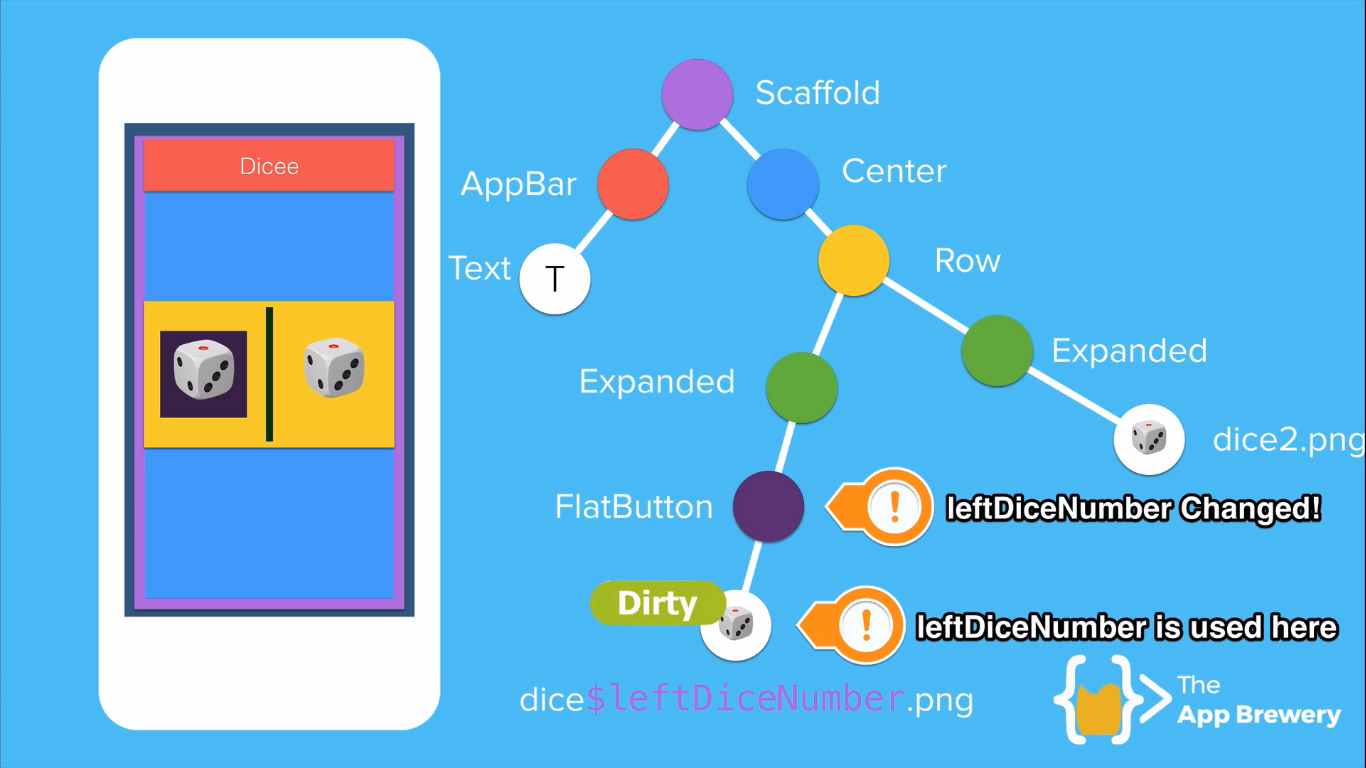 Dicee
Scaffold
AppBar
Center
Text
T
Row
Expanded
Expanded
dice2.png
FlatButton
leftDiceNumber Changed!
Dirty
leftDiceNumber is used here
dice$leftDiceNumber.png
The
App Brewery